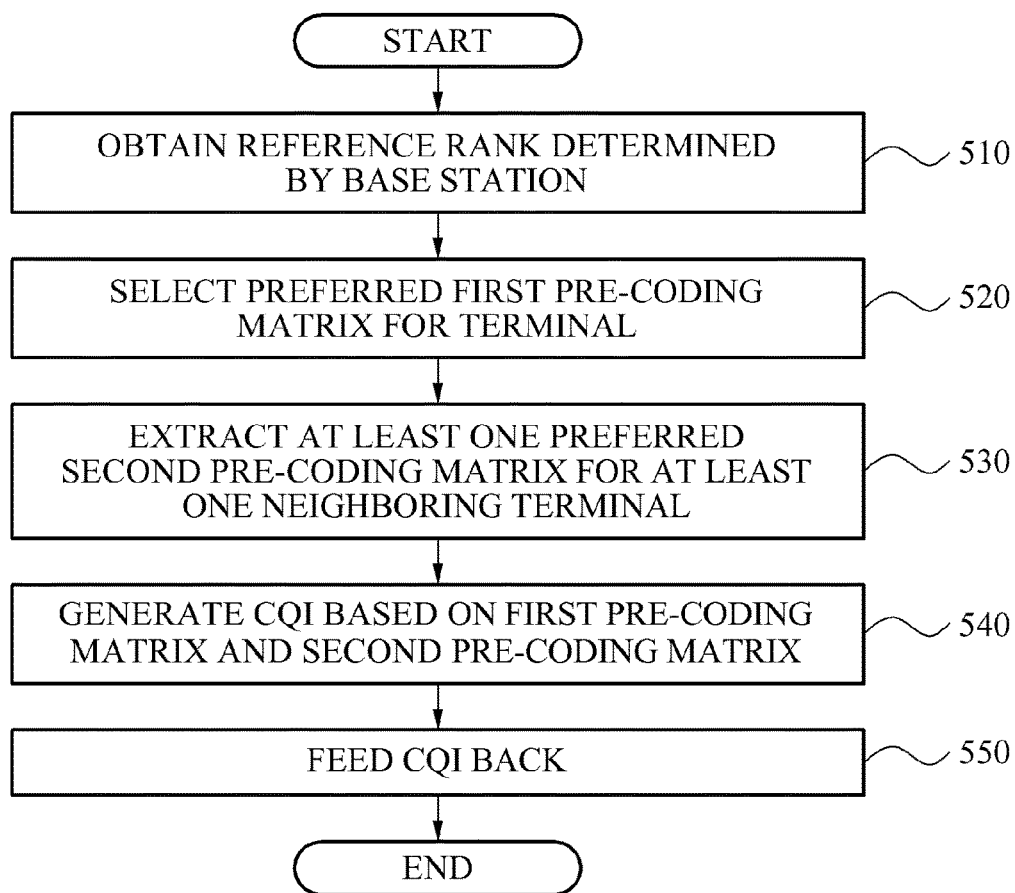 START
OBTAIN REFERENCE RANK DETERMINED
BY BASE STATION
510
SELECT PREFERRED FIRST PRE-CODING
MATRIX FOR TERMINAL
520
EXTRACT AT LEAST ONE PREFERRED
SECOND PRE-CODING MATRIX FOR AT LEAST
ONE NEIGHBORING TERMINAL
530
GENERATE CQI BASED ON FIRST PRE-CODING
MATRIX AND SECOND PRE-CODING MATRIX
540
FEED CQI BACK
550
END